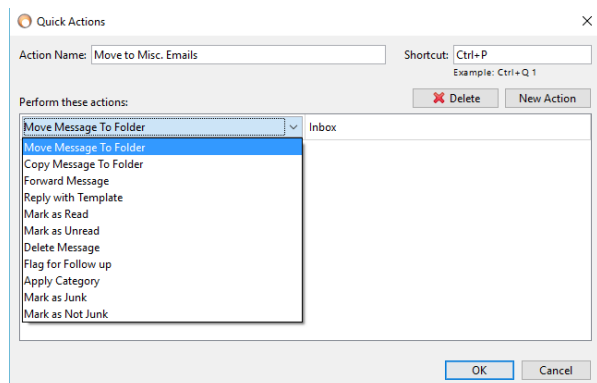 Quick Actions
Action Name: Move to Misc. Emails Shortcut: Ctrl+P
Example: Ctrl+Q 1
Perform these actions: Delete New Action
Move Message To Folder Inbox
Move Message To Folder
Copy Message To Folder
Forward Message
Reply with Template
Mark as Read
Mark as Unread
Delete Message
Flag for Follow up
Apply Category
Mark as Junk
Mark as Not Junk
OK Cancel